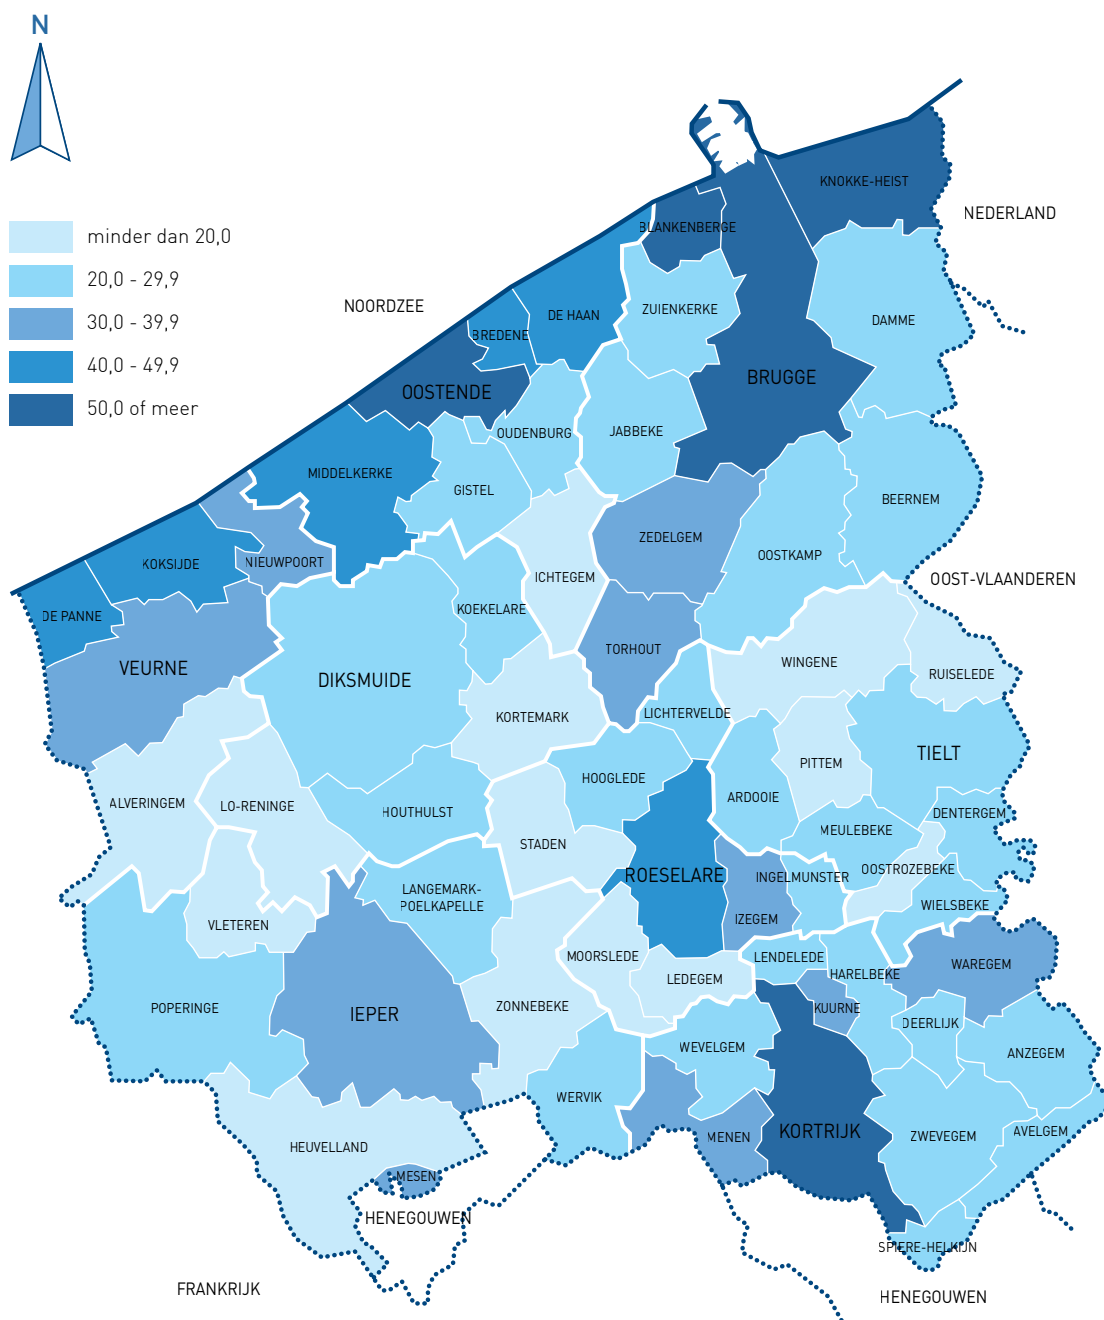 N
minder dan 20,0
20,0 - 29,9
30,0 - 39,9
40,0 - 49,9
50,0 of meer
NOORDZEE
NEDERLAND
OOST-VLAANDEREN
FRANKRIJK
HENEGOUWEN
HENEGOUWEN
KNOKKE-HEIST
BLANKENBERGE
ZUIENKERKE
DAMME
DE HAAN
BREDENE
OOSTENDE
BRUGGE
OUDENBURG
JABBEKE
MIDDELKERKE
GISTEL
BEERNEM
ZEDELGEM
OOSTKAMP
KOKSIJDE
NIEUWPOORT
ICHTEGEM
DE PANNE
KOEKELARE
VEURNE
DIKSMUIDE
TORHOUT
WINGENE
RUISELEDE
KORTEMARK
LICHTERVELDE
TIELT
PITTEM
HOOGLEDE
ARDOOIE
ALVERINGEM
LO-RENINGE
HOUTHULST
DENTERGEM
MEULEBEKE
STADEN
OOSTROZEBEKE
ROESELARE
INGELMUNSTER
LANGEMARK-
POELKAPELLE
WIELSBEKE
IZEGEM
VLETEREN
MOORSLEDE
LENDELEDE
WAREGEM
HARELBEKE
LEDEGEM
POPERINGE
IEPER
ZONNEBEKE
KUURNE
DEERLIJK
WEVELGEM
ANZEGEM
WERVIK
MENEN
KORTRIJK
ZWEVEGEM
AVELGEM
HEUVELLAND
MESEN
SPIERE-HELKIJN